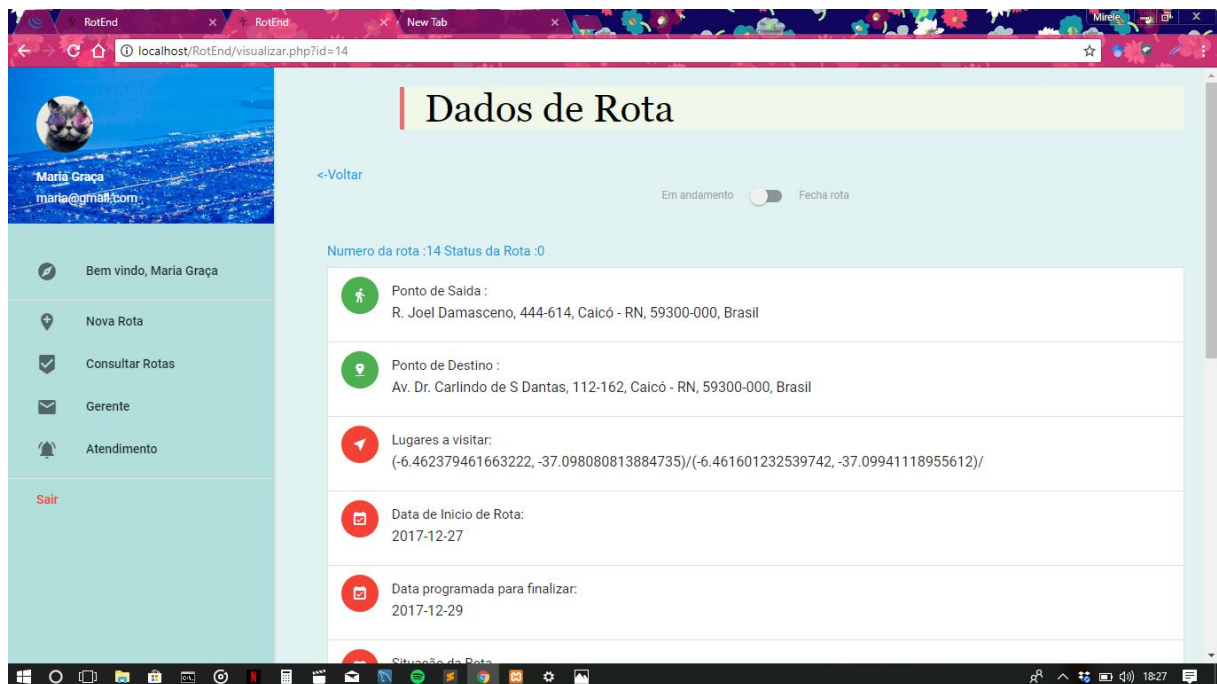 RotEnd
RotEnd
New Tab
Mirele
localhost/RotEnd/visualizar.php?id=14
Maria Graça
maria@gmail.com
Bem vindo, Maria Graça
Nova Rota
Consultar Rotas
Gerente
Atendimento
Sair
Dados de Rota
<-Voltar
Em andamento
Fecha rota
Numero da rota :14 Status da Rota :0
Ponto de Saida :
R. Joel Damasceno, 444-614, Caicó - RN, 59300-000, Brasil
Ponto de Destino :
Av. Dr. Carlindo de S Dantas, 112-162, Caicó - RN, 59300-000, Brasil
Lugares a visitar:
(-6.462379461663222, -37.098080813884735)/(-6.461601232539742, -37.09941118955612)/
Data de Inicio de Rota:
2017-12-27
Data programada para finalizar:
2017-12-29
Situação da Rota
18:27